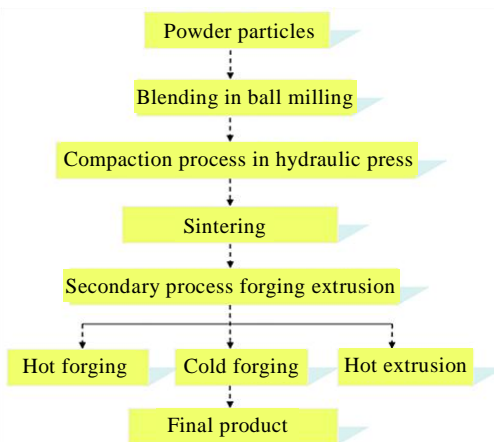 Powder particles
Blending in ball milling
Compaction process in hydraulic press
Sintering
Secondary process forging extrusion
Hot forging
Cold forging
Hot extrusion
Final product